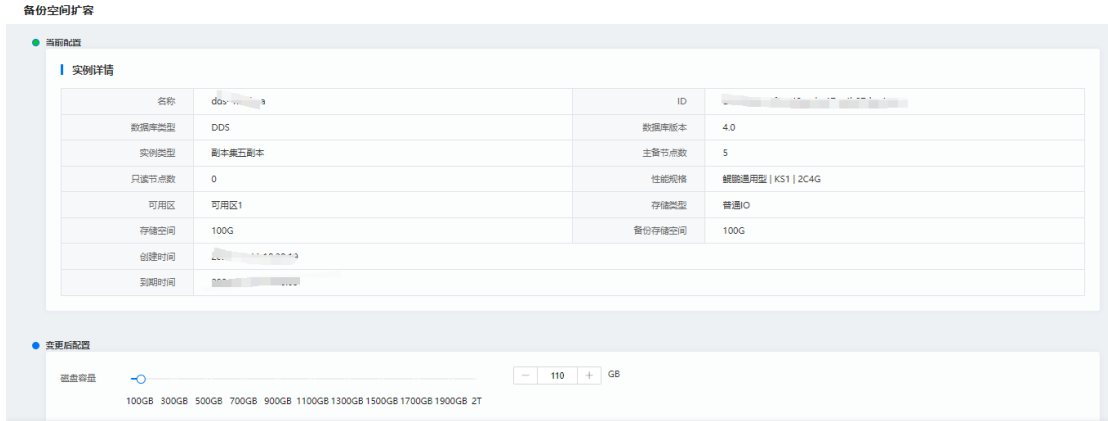 备份空间扩容
当前配置
实例详情
名称
ID
数据库类型 DDS 数据库版本 4.0
实例类型 副本集五副本 主备节点数 5
只读节点数 0 性能规格 鲲鹏通用型 | KS1 | 2C4G
可用区 可用区1 存储类型 普通IO
存储空间 100G 备份存储空间 100G
创建时间
到期时间
变更后配置
磁盘容量 － 110 ＋ GB
100GB 300GB 500GB 700GB 900GB 1100GB 1300GB 1500GB 1700GB 1900GB 2T